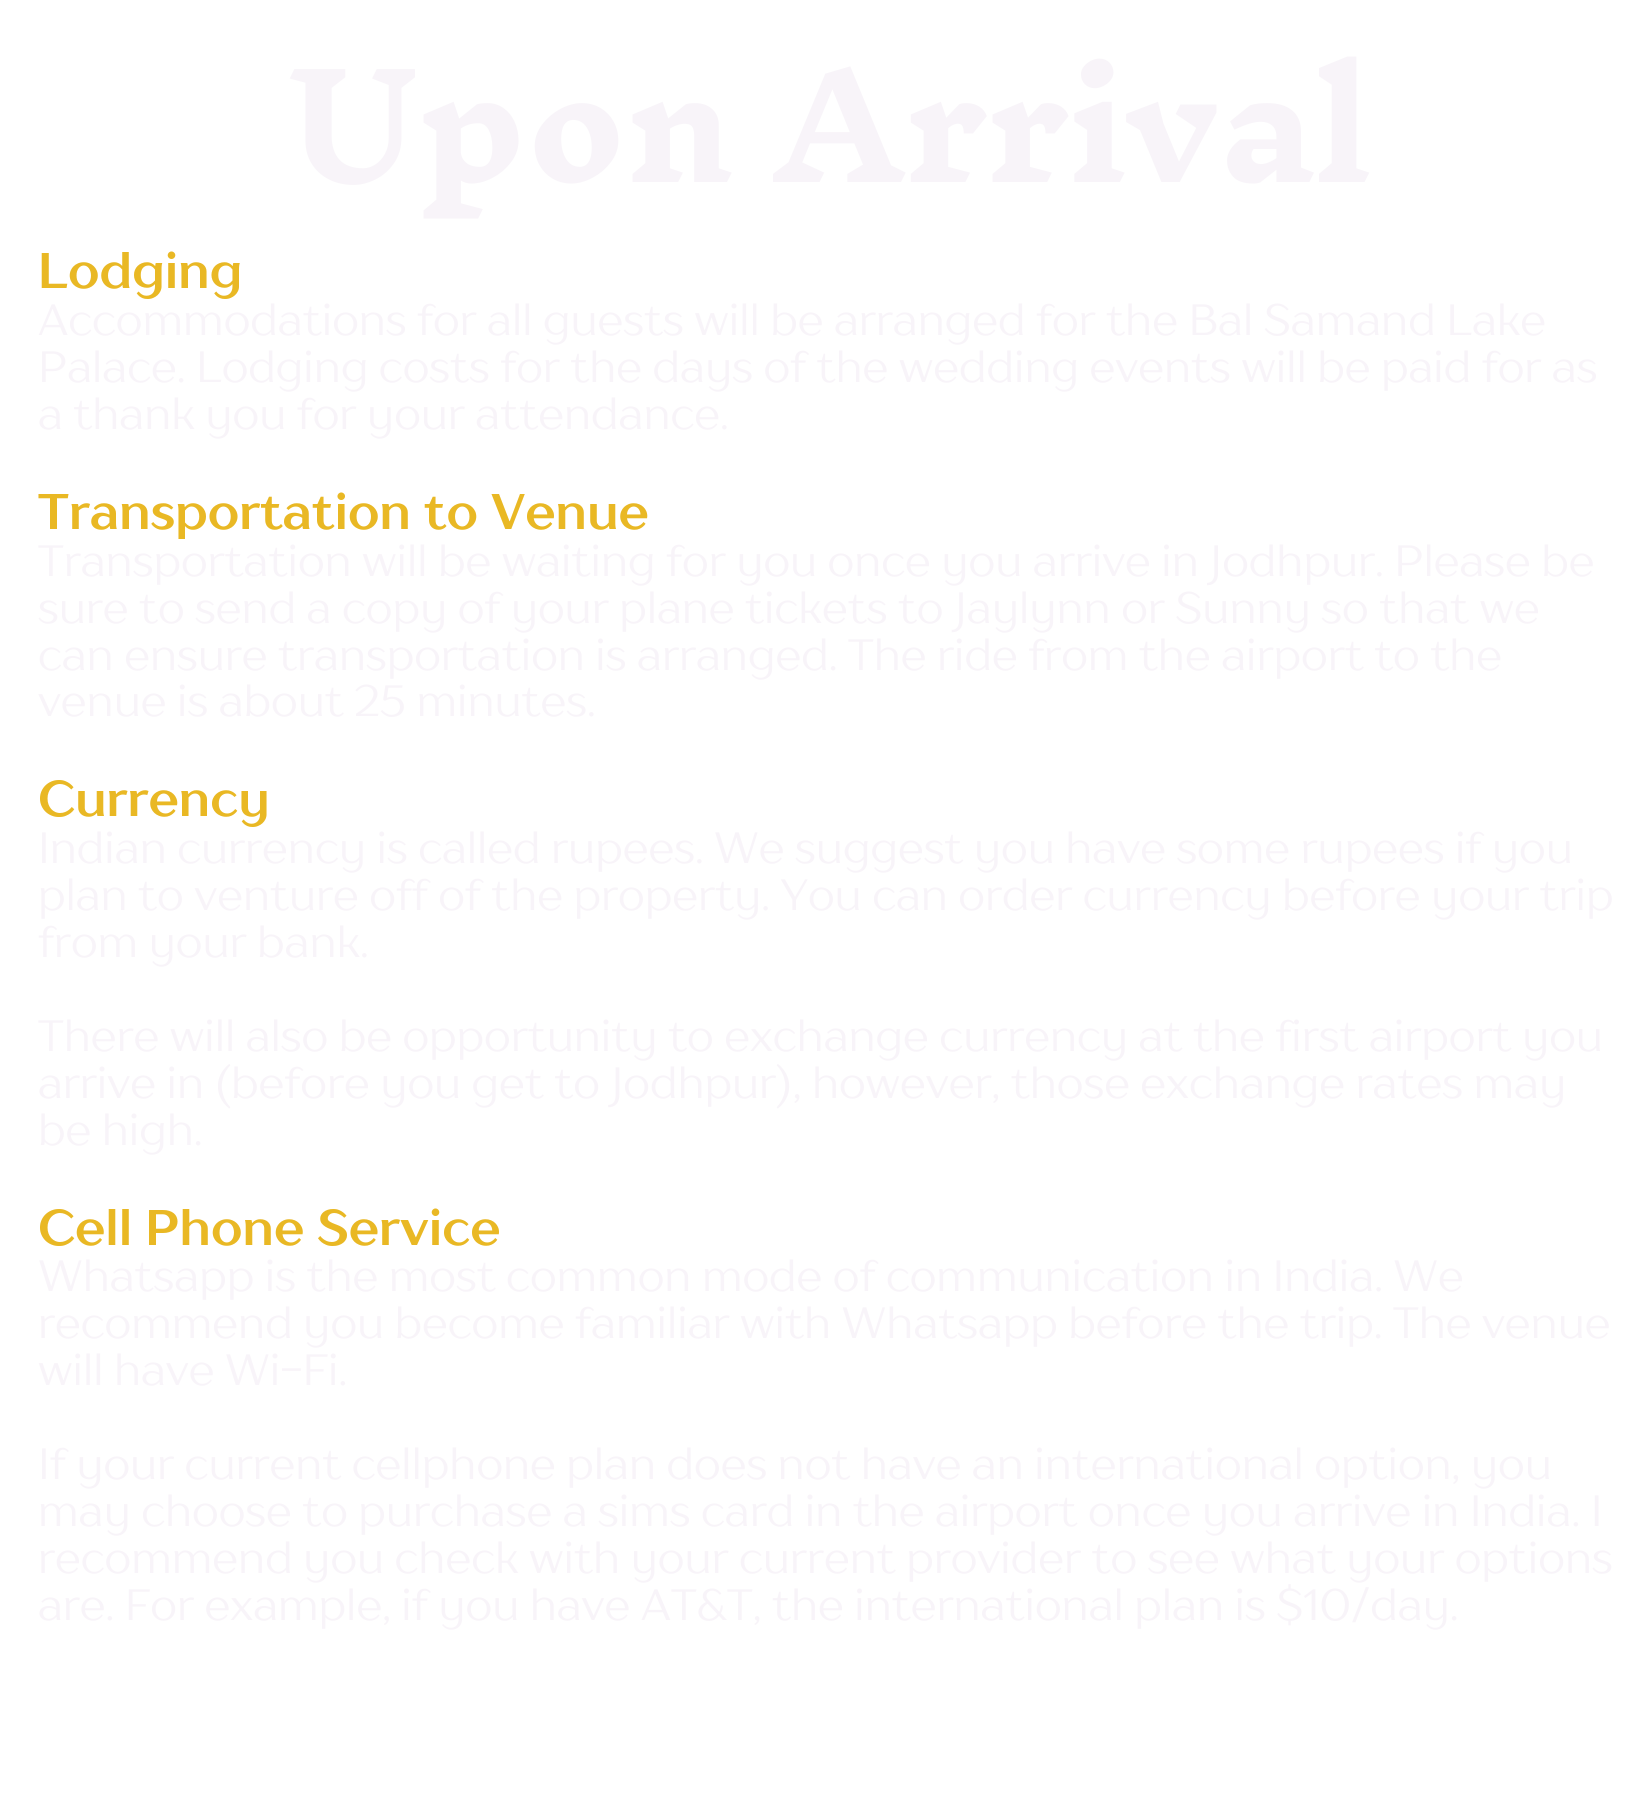 Upon Arrival
Lodging
Accommodations for all guests will be arranged for the Bal Samand Lake
Palace. Lodging costs for the days of the wedding events will be paid for as
a thank you for your attendance.
Transportation to Venue
Transportation will be waiting for you once you arrive in Jodhpur. Please be
sure to send a copy of your plane tickets to Jaylynn or Sunny so that we
can ensure transportation is arranged. The ride from the airport to the
venue is about 25 minutes.
Currency
Indian currency is called rupees. We suggest you have some rupees if you
plan to venture off of the property. You can order currency before your trip
from your bank.
There will also be opportunity to exchange currency at the first airport you
arrive in (before you get to Jodhpur), however, those exchange rates may
be high.
Cell Phone Service
Whatsapp is the most common mode of communication in India. We
recommend you become familiar with Whatsapp before the trip. The venue
will have Wi-Fi.
If your current cellphone plan does not have an international option, you
may choose to purchase a sims card in the airport once you arrive in India. I
recommend you check with your current provider to see what your options
are. For example, if you have AT&T, the international plan is $10/day.